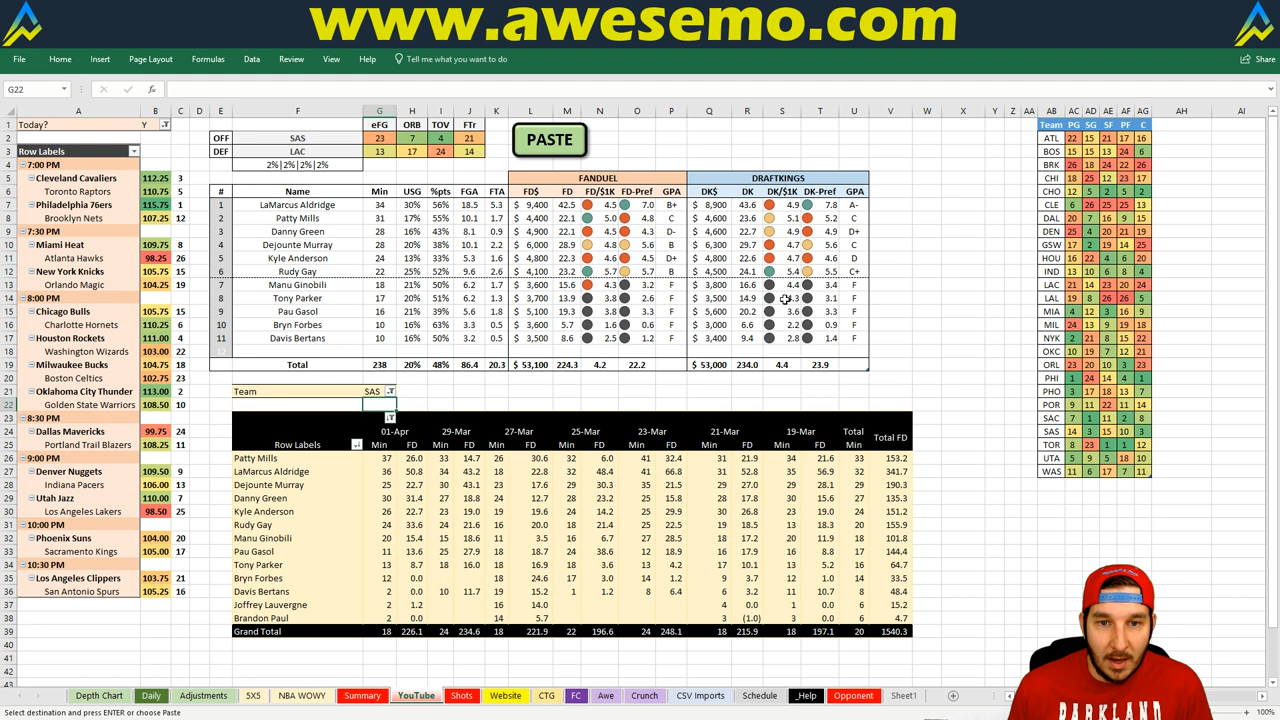 www.awesemo.com
File Home Insert Page Layout Formulas Data Review View Help Tell me what you want to do Share
G22
A B C D E F G H I J K L M N O P Q R S T U V W X Y Z AA AB AC AD AE AF AG AH AI
Today? Y
Row Labels
7:00 PM
Cleveland Cavaliers 112.25 3
Toronto Raptors 110.75 5
Philadelphia 76ers 115.75 1
Brooklyn Nets 107.25 12
Miami Heat 109.75 8
Atlanta Hawks 98.25 26
New York Knicks 105.75 15
Orlando Magic 104.50 19
8:00 PM
Chicago Bulls 105.75 15
Charlotte Hornets 110.25 6
Houston Rockets 111.00 4
Washington Wizards 103.00 22
Milwaukee Bucks 104.75 18
Boston Celtics 102.75 23
Oklahoma City Thunder 113.00 2
Golden State Warriors 108.50 10
8:30 PM
Dallas Mavericks 99.75 24
Portland Trail Blazers 108.25 11
9:00 PM
Denver Nuggets 109.50 9
Indiana Pacers 106.00 13
Utah Jazz 110.00 7
Los Angeles Lakers 98.50 25
10:00 PM
Phoenix Suns 104.00 20
Sacramento Kings 105.00 17
10:30 PM
Los Angeles Clippers 103.75 21
San Antonio Spurs 105.25 16
eFG ORB TOV FTr
OFF SAS 23 7 4 21
DEF LAC 13 17 24 14
2%|2%|2%|2%
PASTE
FANDUEL DRAFTKINGS
# Name Min USG %pts FGA FTA FD$ FD FD/$1K FD-Pref GPA DK$ DK DK/$1K DK-Pref GPA
1 LaMarcus Aldridge 34 30% 56% 18.5 5.3 $ 9,400 42.5 4.5 7.0 B+ $ 8,900 43.6 4.9 7.8 A-
2 Patty Mills 31 17% 51% 9.4 1.9 $ 4,400 22.1 5.0 4.8 C $ 4,500 22.7 5.1 5.2 C
3 Danny Green 28 16% 43% 8.1 0.9 $ 4,900 22.1 4.5 4.3 D- $ 4,600 22.7 4.9 4.9 D+
4 Dejounte Murray 25 20% 38% 10.1 2.2 $ 6,000 28.9 4.8 5.6 B $ 6,300 29.7 4.7 5.6 C
5 Kyle Anderson 24 13% 33% 5.3 1.6 $ 4,800 22.1 4.5 4.5 D+ $ 4,800 22.6 4.7 4.6 D
6 Rudy Gay 22 25% 52% 9.6 2.6 $ 4,100 23.2 5.7 5.7 B $ 4,500 24.1 5.4 5.5 C+
7 Manu Ginobili 18 21% 50% 6.2 1.7 $ 3,600 15.6 4.3 3.2 F $ 3,800 16.6 4.4 3.4 F
8 Tony Parker 17 20% 51% 6.2 1.3 $ 3,700 13.9 3.8 2.6 F $ 3,500 14.9 3.1 F
9 Pau Gasol 16 21% 39% 5.6 1.8 $ 5,100 19.3 3.8 3.3 F $ 5,600 20.2 3.6 3.3 F
10 Bryn Forbes 10 16% 63% 3.3 0.5 $ 3,600 5.7 1.6 0.6 F $ 3,000 6.6 2.2 0.9 F
11 Davis Bertans 10 16% 50% 3.2 0.5 $ 3,500 8.6 2.5 1.2 F $ 3,400 9.4 2.8 1.4 F
12
Total 238 20% 48% 86.4 20.3 $ 53,100 224.3 4.2 22.2 $ 53,000 234.0 4.4 23.9
Team SAS
01-Apr 29-Mar 27-Mar 25-Mar 23-Mar 21-Mar 19-Mar Total Total FD
Row Labels Min FD Min FD Min FD Min FD Min FD Min FD Min FD Min
Patty Mills 37 26.0 33 14.7 26 30.6 32 6.0 41 32.4 31 21.9 34 21.6 33 153.2
LaMarcus Aldridge 36 50.8 34 43.2 18 22.8 32 48.4 41 66.8 31 52.8 35 56.9 32 341.7
Dejounte Murray 25 22.7 34 43.1 23 17.6 29 30.3 35 21.5 29 27.0 28 28.1 29 190.3
Danny Green 30 31.4 27 18.8 24 12.7 28 23.2 25 15.8 28 17.8 30 15.6 27 135.3
Kyle Anderson 26 22.7 23 19.0 23 19.6 24 14.2 25 29.9 30 26.8 23 19.0 25 151.2
Rudy Gay 24 33.6 21 24.6 16 20.0 18 21.4 25 22.5 18 15.5 13 18.3 20 155.9
Manu Ginobili 20 15.4 15 18.6 11 3.5 16 6.7 27 28.5 18 17.2 20 11.9 18 101.8
Pau Gasol 11 13.6 25 27.9 18 18.7 24 38.6 12 18.9 23 18.0 16 8.8 17 144.4
Tony Parker 13 8.7 18 16.0 18 16.9 14 3.6 13 4.2 17 10.1 13 5.2 16 64.7
Bryn Forbes 12 0.0 18 24.6 17 3.0 14 1.2 9 3.7 12 1.0 14 33.5
Davis Bertans 2 0.0 10 11.7 19 15.2 1 1.2 8 6.4 6 3.2 11 10.7 8 48.4
Joffrey Lauvergne 2 1.2 16 14.0 4 0.0 1 0.0 6 15.2
Brandon Paul 2 0.0 14 5.7 3 (1.0) 2 0.0 6 4.7
Grand Total 18 226.1 24 234.6 18 221.9 22 196.6 24 248.1 18 215.9 18 197.1 20 1540.3
Team PG SG SF PF C
ATL 22 15 21 17 16
BOS 15 15 13 24 6
BRK 26 18 24 22 22
CHI 18 25 12 23 17
CHO 12 5 2 5 2
CLE 2 9 7 8 5
DAL 20 17 10 19 24
DEN 25 4 20 21 19
GSW 17 2 19 14 25
HOU 16 21 26 16 21
IND 10 6 8 2 12
LAC 13 19 23 9 18
LAL 19 8 26 26 5
MIA 4 12 5 3 9
MIL 24 13 9 19 18
NYK 21 11 11 4 8
OKC 12 20 3 6 13
ORL 23 20 10 9 3
PHI 1 24 14 4 1
PHO 3 17 18 7 14
POR 9 11 22 11 4
SAC 7 1 6 12 11
SAS 14 3 15 13 23
TOR 8 23 1 1 12
UTA 5 9 5 18 10
WAS 11 6 17 7 11
Depth Chart Daily Adjustments 5X5 NBA WOWY Summary YouTube Shots Website CTG FC Awe Crunch CSV Imports Schedule _Help Opponent Sheet1
Select destination and press ENTER or choose Paste 100%
PARKLAND